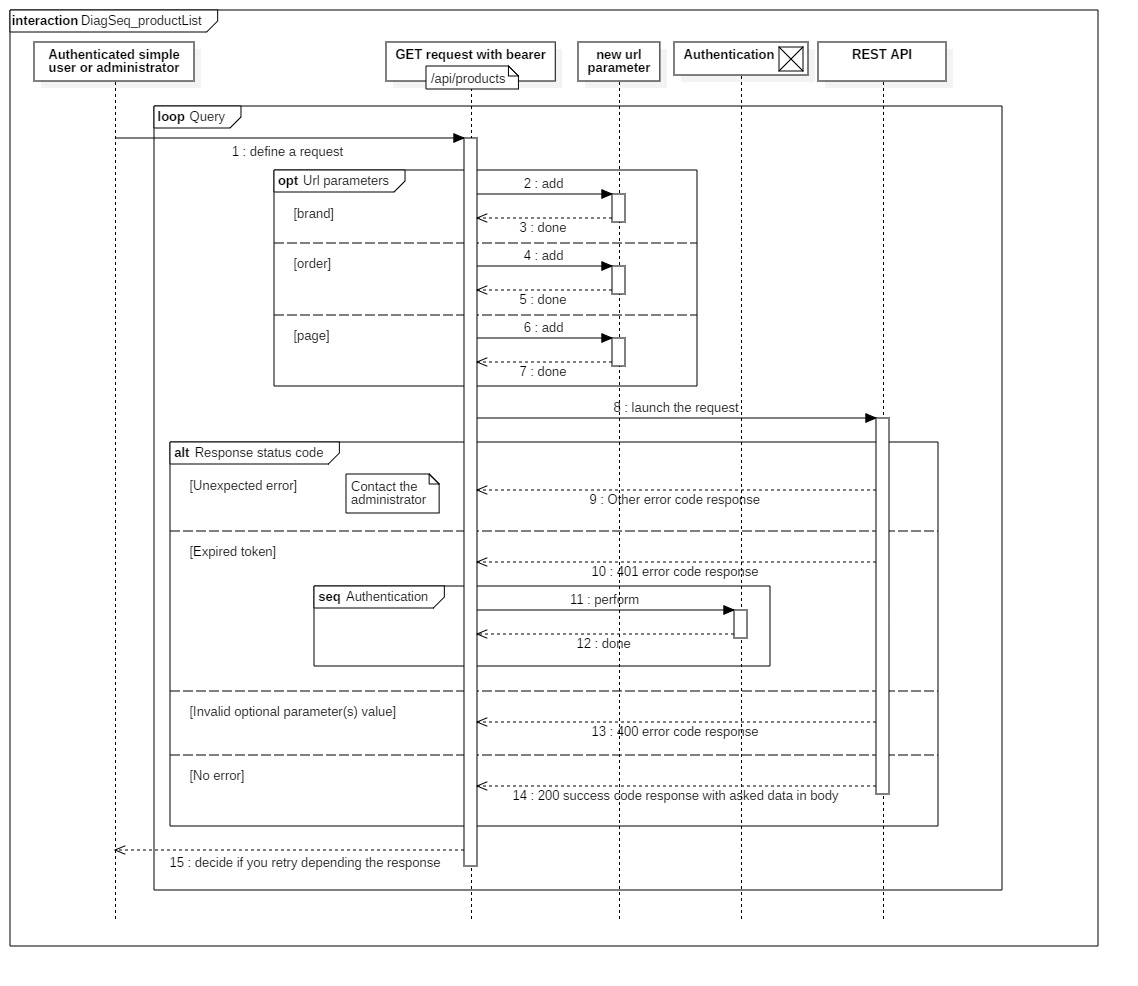 interaction DiagSeq_productList
Authenticated simple
user or administrator
GET request with bearer
/api/products
new url
parameter
Authentication
REST API
loop Query
1 : define a request
opt Url parameters
2 : add
[brand]
3 : done
4 : add
[order]
5 : done
6 : add
[page]
7 : done
8 : launch the request
alt Response status code
[Unexpected error]
Contact the
administrator
9 : Other error code response
[Expired token]
10 : 401 error code response
seq Authentication
11 : perform
12 : done
[Invalid optional parameter(s) value]
13 : 400 error code response
[No error]
14 : 200 success code response with asked data in body
15 : decide if you retry depending the response